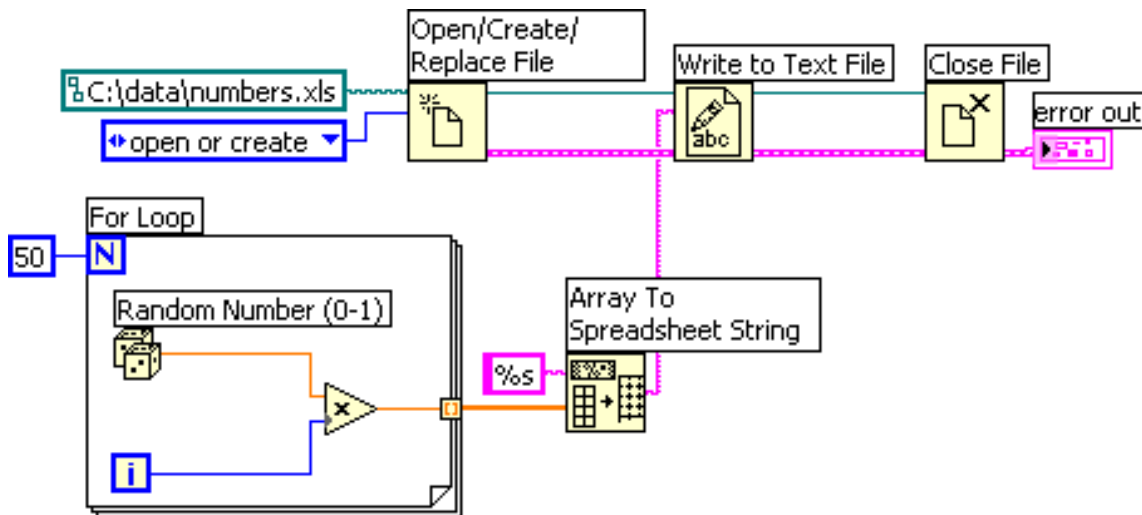 Open/Create/
Replace File
Write to Text File
Close File
C:\data\numbers.xls
error out
open or create
abc
For Loop
50
N
Random Number (0-1)
Array To
Spreadsheet String
%s
x
i